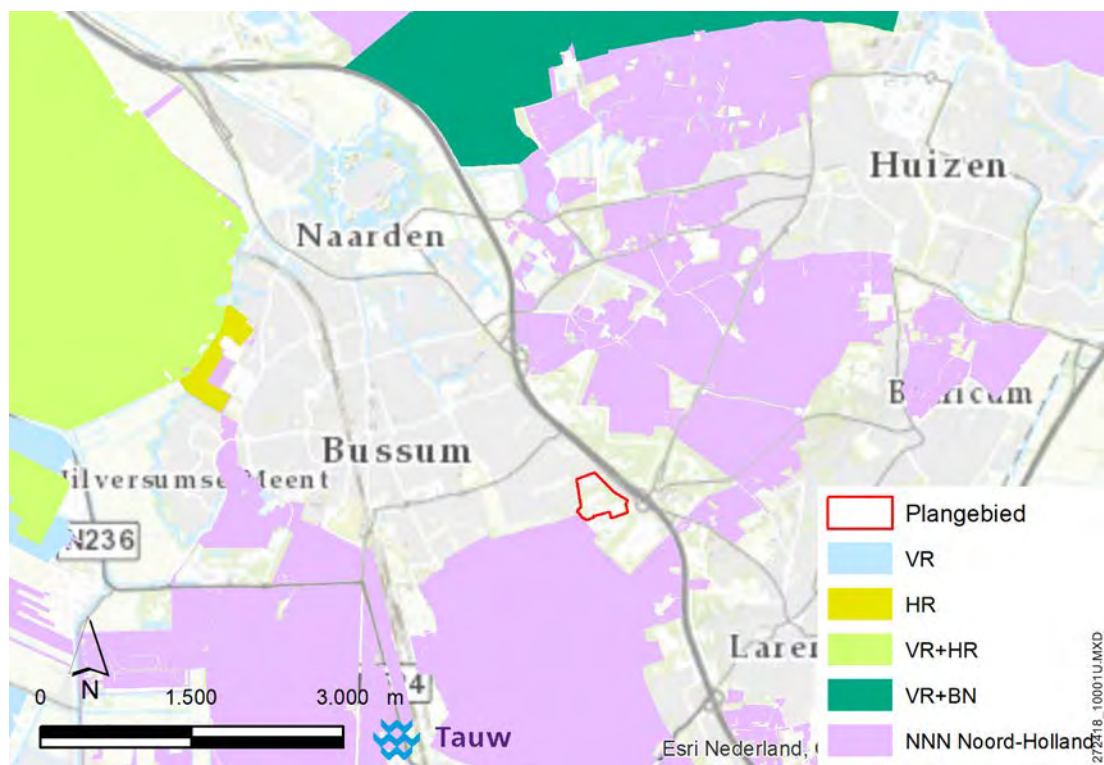 Huizen
Naarden
Bussum
Hilversumse Meent
N236
Laren
Plangebied
VR
HR
VR+HR
VR+BN
NNN Noord-Holland
N
0 1.500 3.000 m
Tauw
Esri Nederland,
272418_10001U.MXD